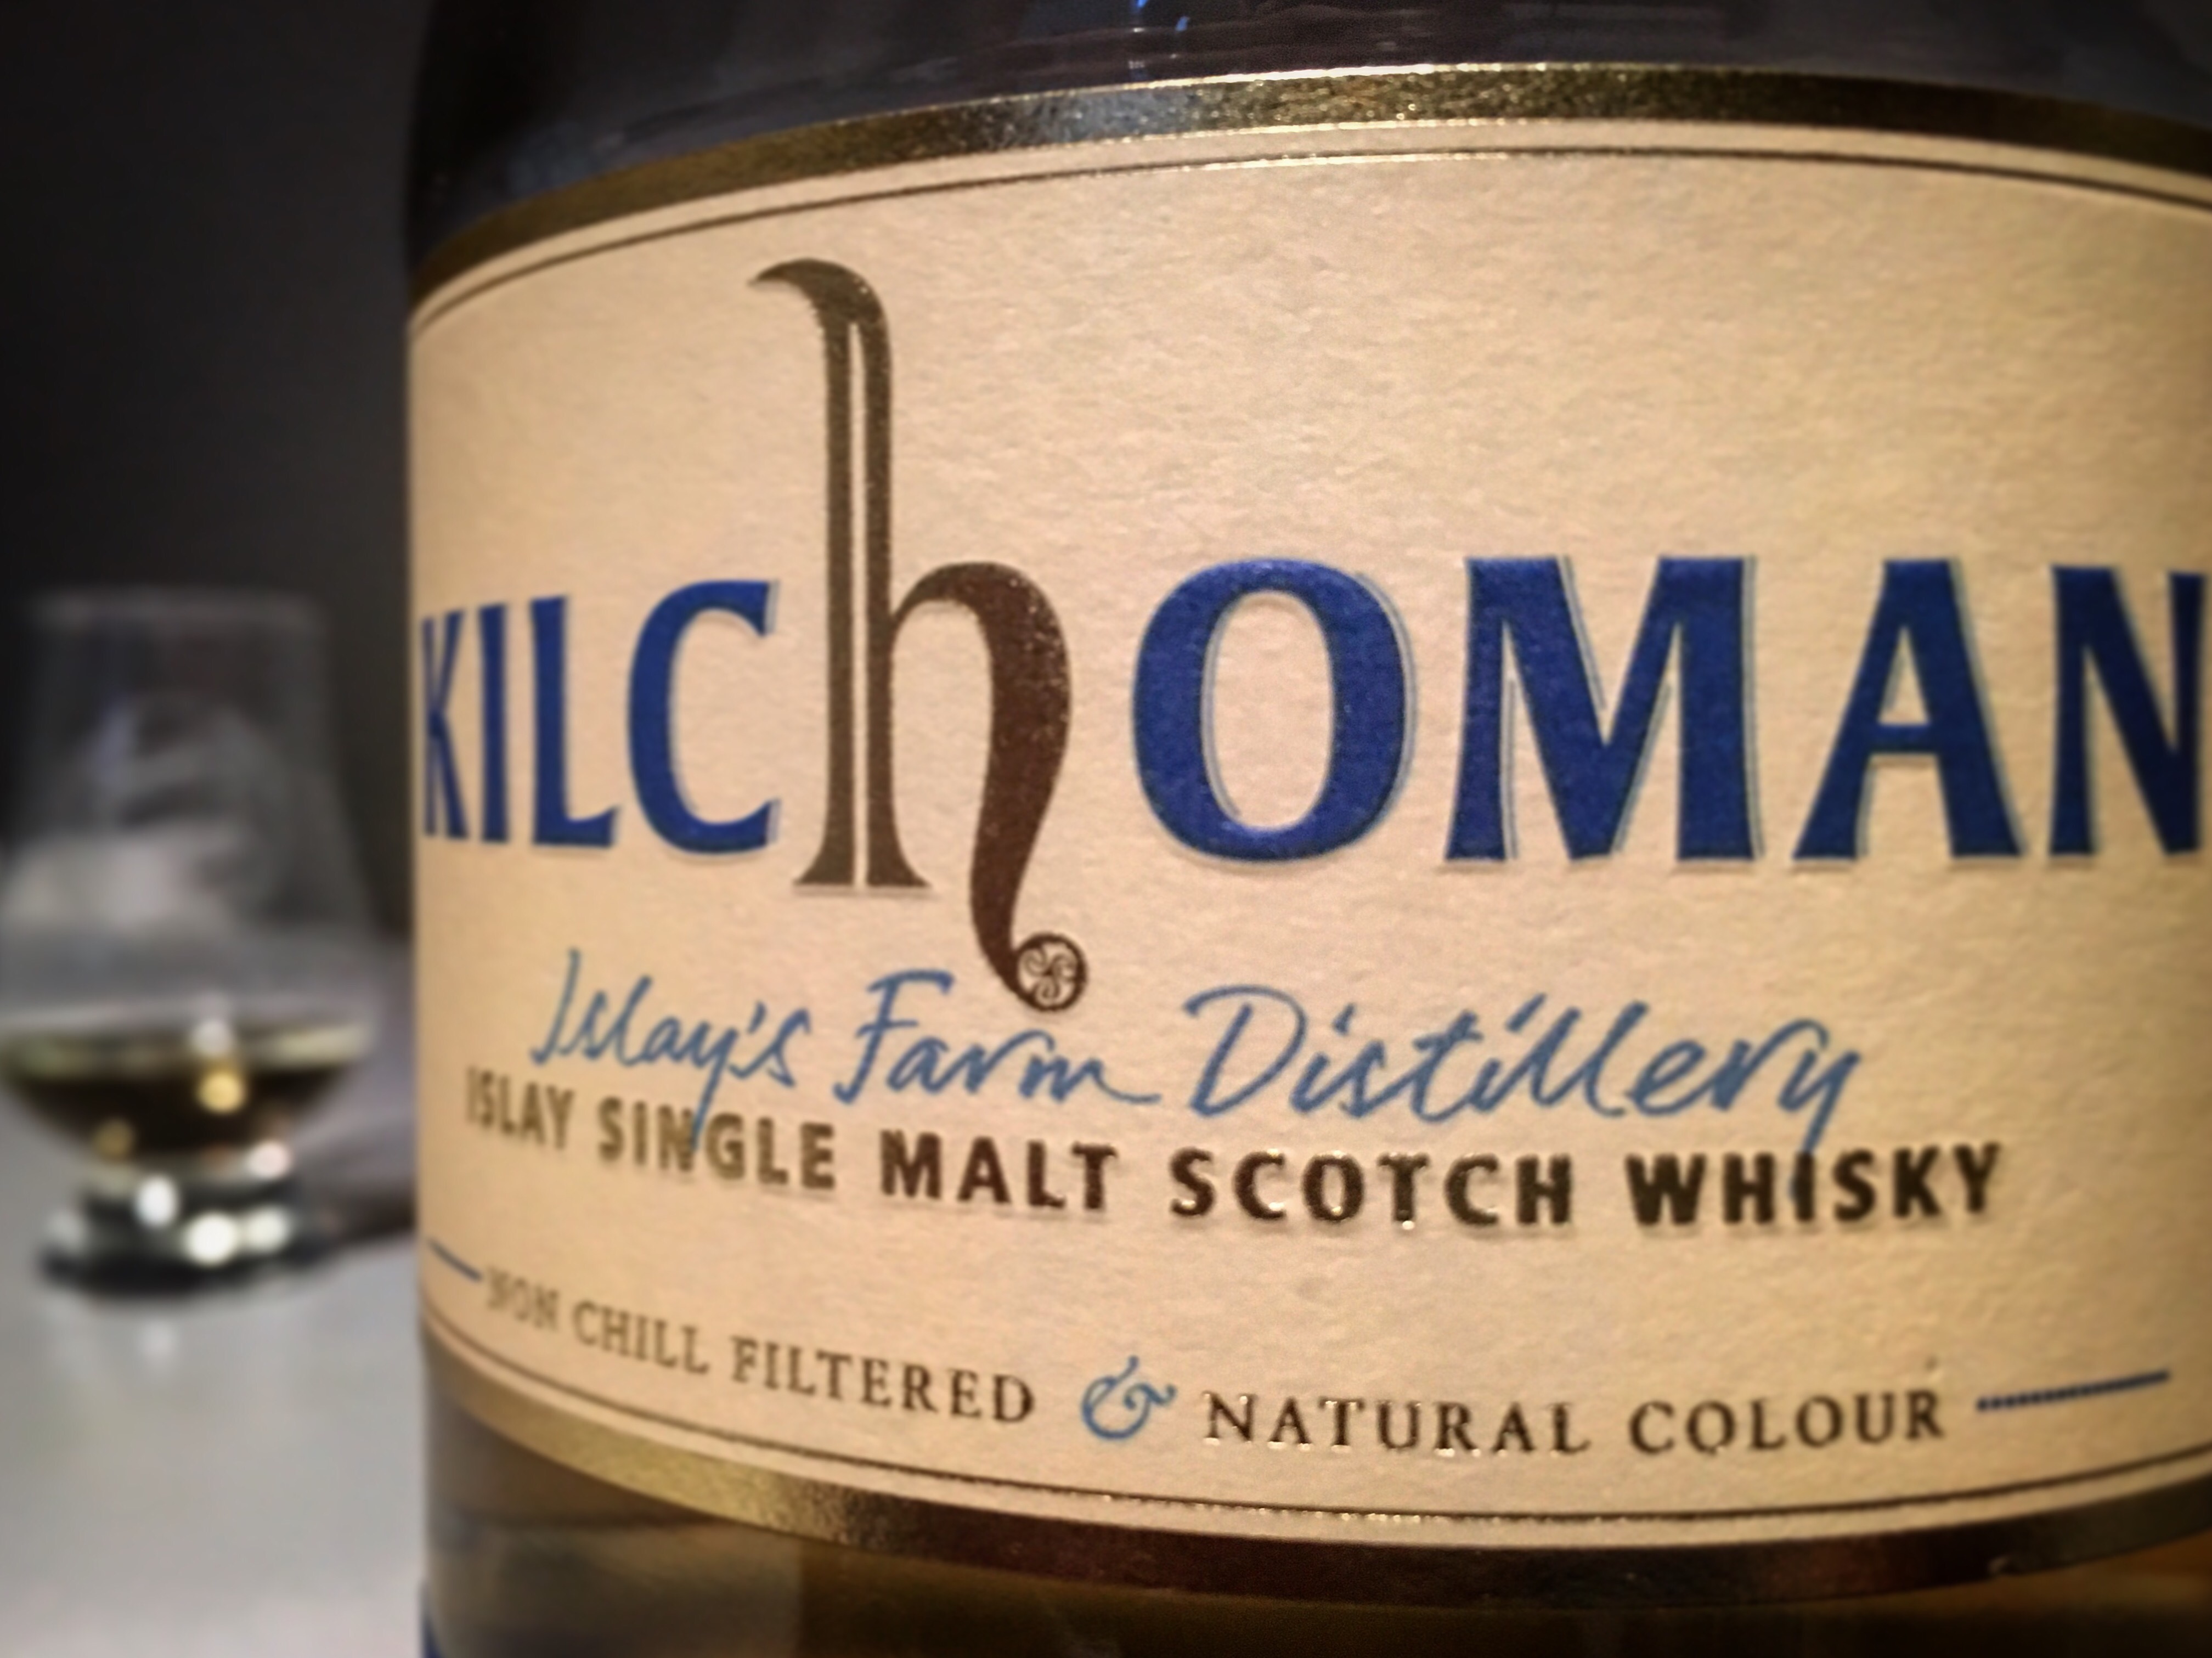 KILChOMAN
Islay's Farm Distillery
ISLAY SINGLE MALT SCOTCH WHISKY
NON CHILL FILTERED & NATURAL COLOUR